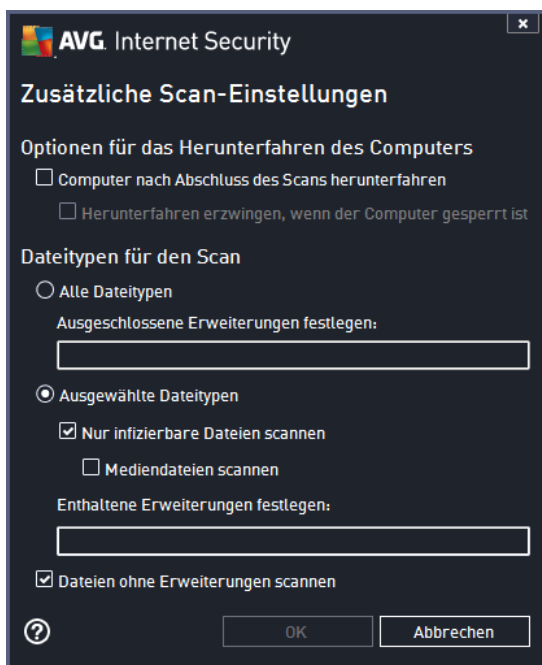 AVG. Internet Security
Zusätzliche Scan-Einstellungen
Optionen für das Herunterfahren des Computers
Computer nach Abschluss des Scans herunterfahren
Herunterfahren erzwingen, wenn der Computer gesperrt ist
Dateitypen für den Scan
Alle Dateitypen
Ausgeschlossene Erweiterungen festlegen:
Ausgewählte Dateitypen
Nur infizierbare Dateien scannen
Mediendateien scannen
Enthaltene Erweiterungen festlegen:
Dateien ohne Erweiterungen scannen
? OK Abbrechen